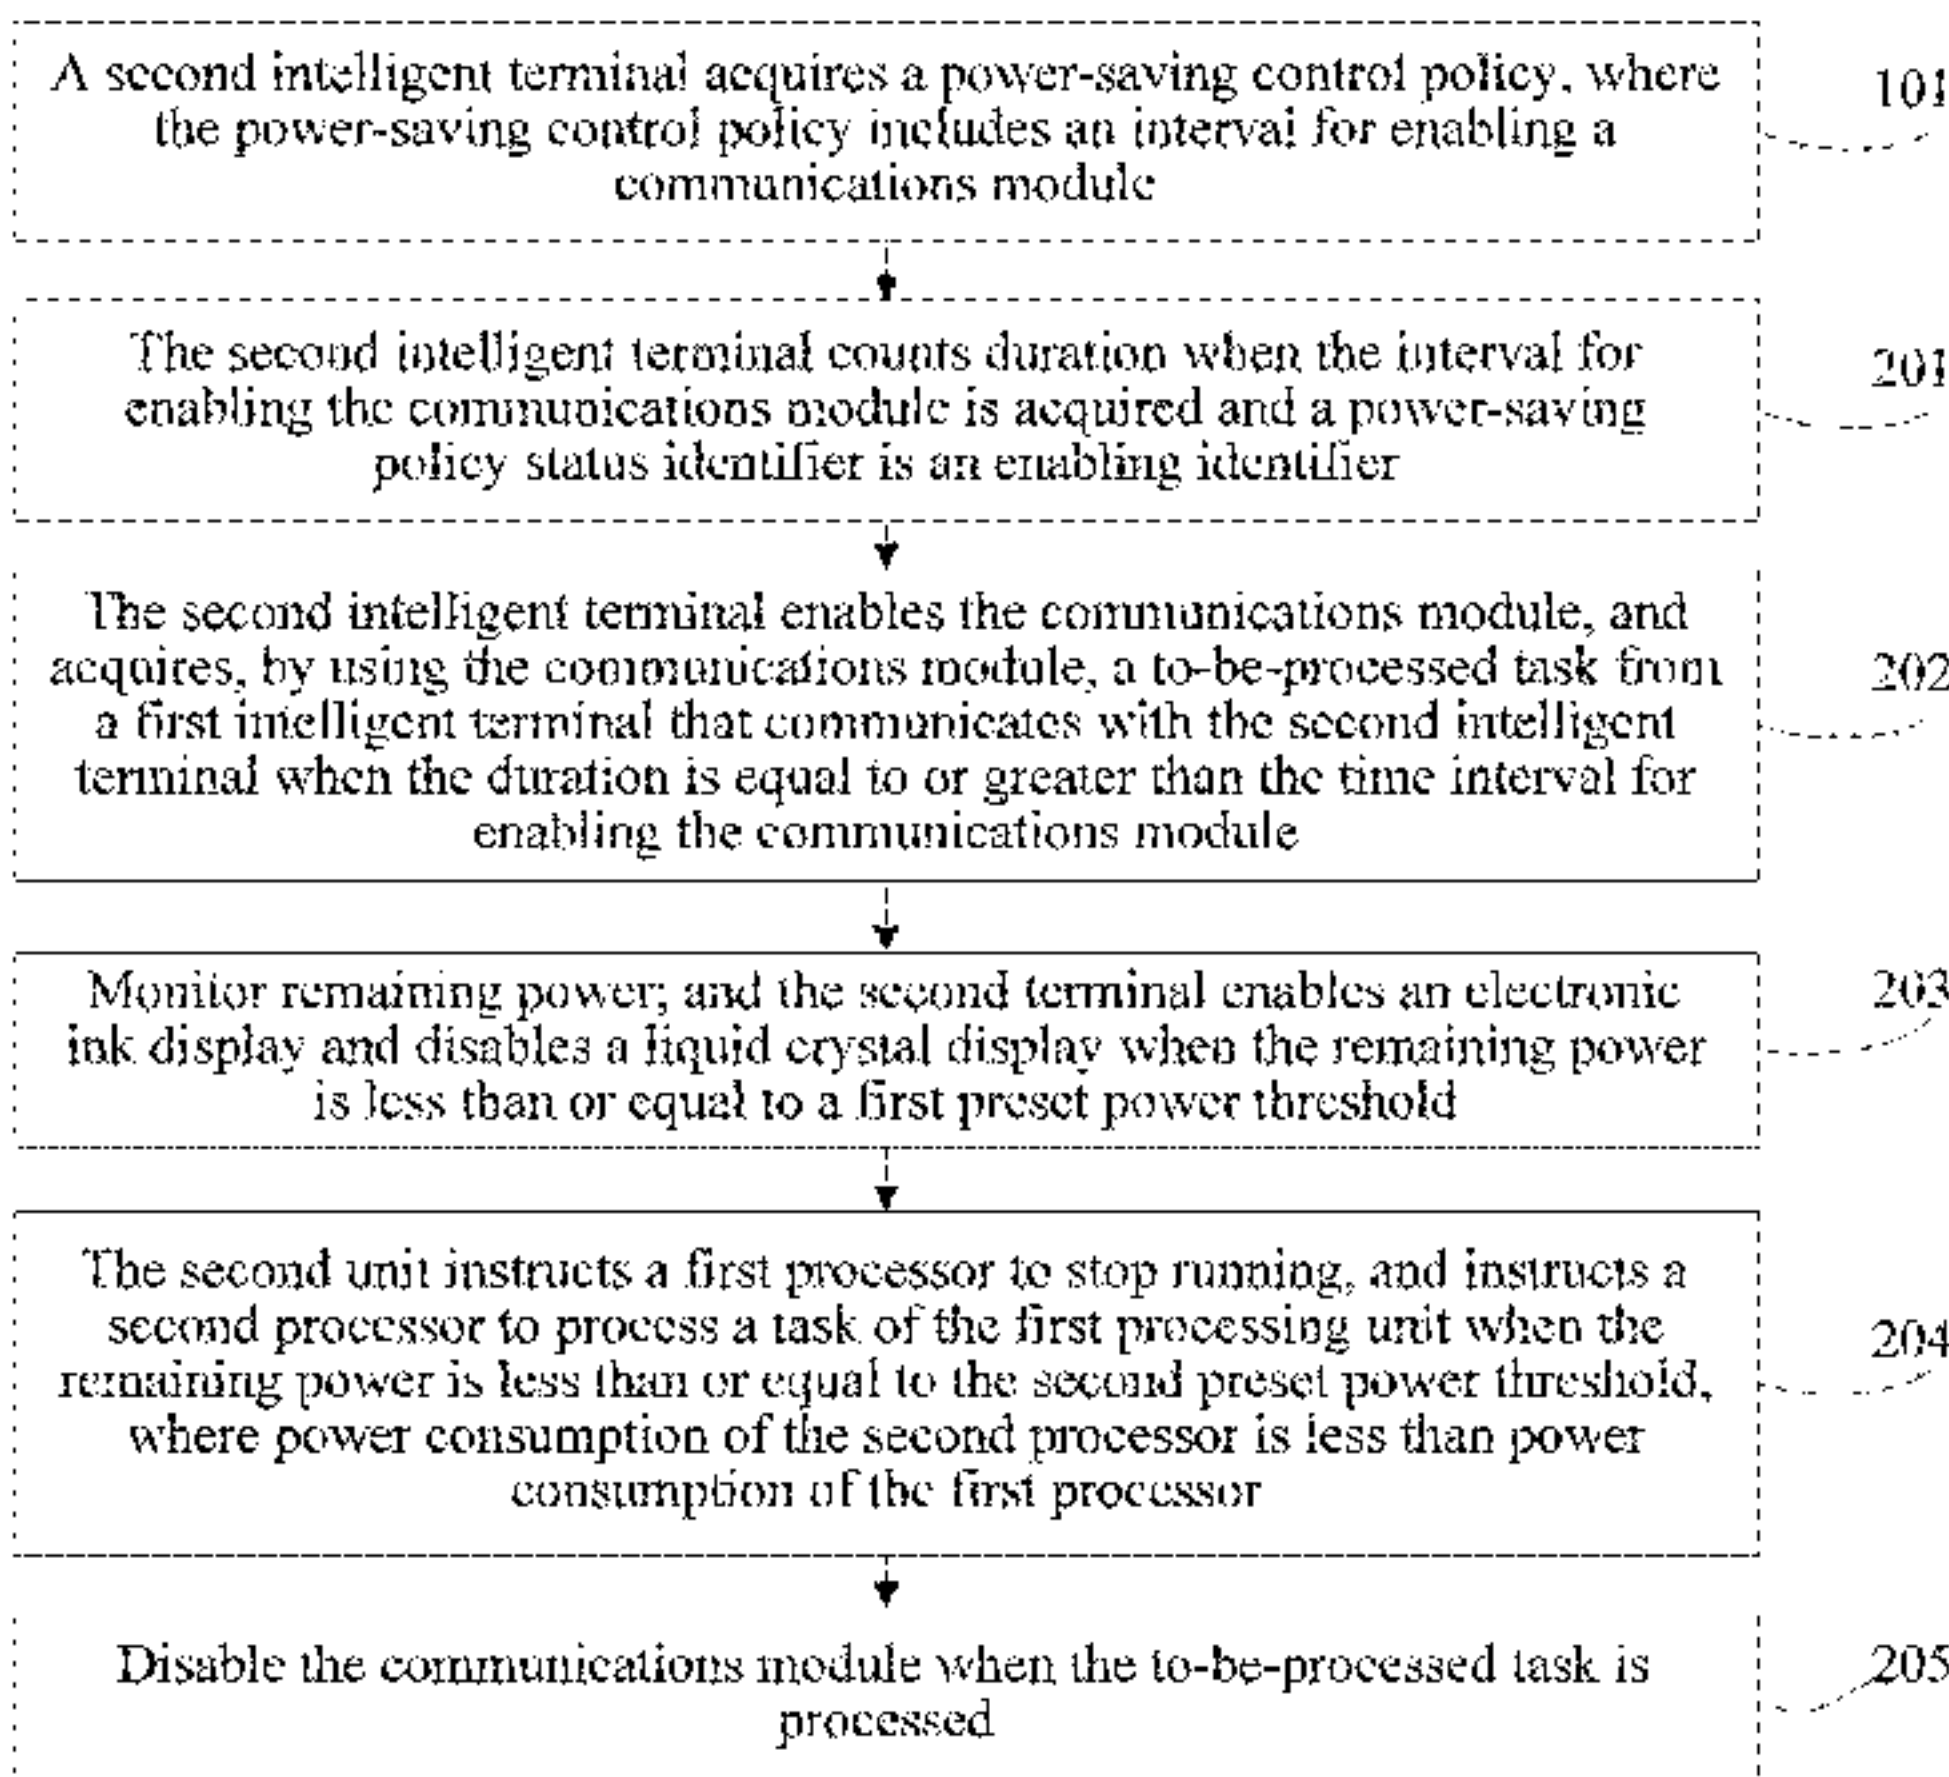 A second intelligent terminal acquires a power-saving control policy, where
the power-saving control policy includes an interval for enabling a
communications module
101
The second intelligent terminal counts duration when the interval for
enabling the communications module is acquired and a power-saving
policy status identifier is an enabling identifier
201
The second intelligent terminal enables the communications module, and
acquires, by using the communications module, a to-be-processed task from
a first intelligent terminal that communicates with the second intelligent
terminal when the duration is equal to or greater than the time interval for
enabling the communications module
202
Monitor remaining power; and the second terminal enables an electronic
ink display and disables a liquid crystal display when the remaining power
is less than or equal to a first preset power threshold
203
The second unit instructs a first processor to stop running, and instructs a
second processor to process a task of the first processing unit when the
remaining power is less than or equal to the second preset power threshold,
where power consumption of the second processor is less than power
consumption of the first processor
204
Disable the communications module when the to-be-processed task is
processed
205